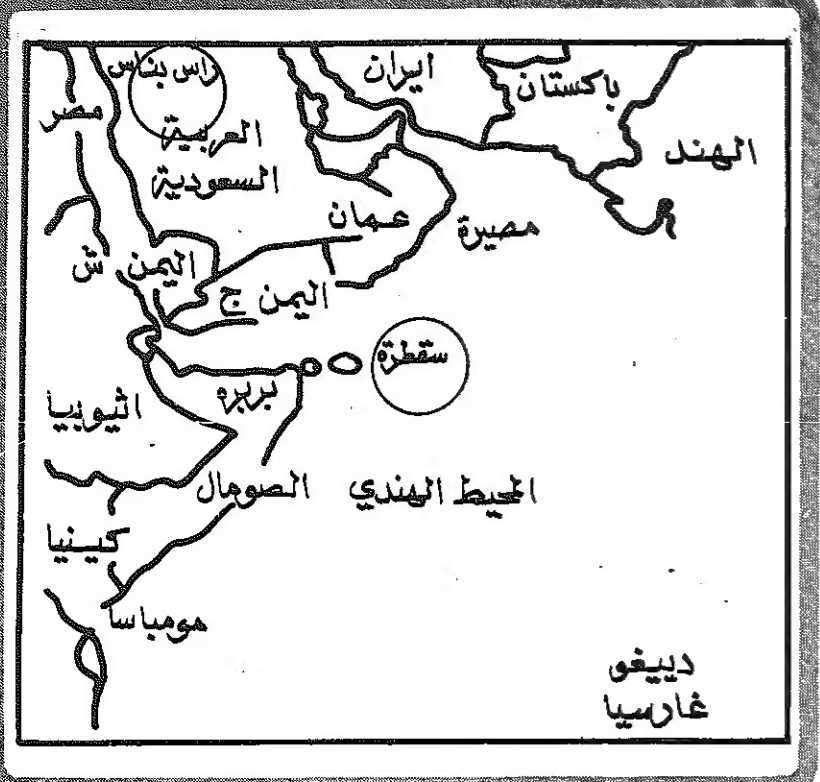 راس بناس
ايران
باكستان
مصر
العربية
السعودية
الهند
عمان
مصيرة
اليمن ش
اليمن ج
سقطرة
بربره
اثيوبيا
الصومال
المحيط الهندي
كينيا
مومباسا
دييغو
غارسيا